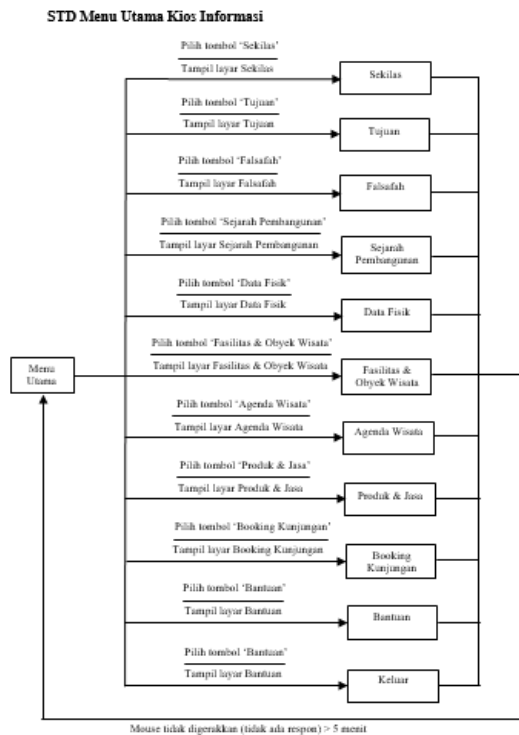 STD Menu Utama Kios Informasi
Pilih tombol ‘Sekilas’
Tampil layar Sekilas
Sekilas
Pilih tombol ‘Tujuan’
Tampil layar Tujuan
Tujuan
Pilih tombol ‘Falsafah’
Tampil layar Falsafah
Falsafah
Pilih tombol ‘Sejarah Pembangunan’
Tampil layar Sejarah Pembangunan
Sejarah
Pembangunan
Pilih tombol ‘Data Fisik’
Tampil layar Data Fisik
Data Fisik
Pilih tombol ‘Fasilitas & Obyek Wisata’
Tampil layar Fasilitas & Obyek Wisata
Menu
Utama
Fasilitas &
Obyek Wisata
Pilih tombol ‘Agenda Wisata’
Tampil layar Agenda Wisata
Agenda Wisata
Pilih tombol ‘Produk & Jasa’
Tampil layar Produk & Jasa
Produk & Jasa
Pilih tombol ‘Booking Kunjungan’
Tampil layar Booking Kunjungan
Booking
Kunjungan
Pilih tombol ‘Bantuan’
Tampil layar Bantuan
Bantuan
Pilih tombol ‘Bantuan’
Tampil layar Bantuan
Keluar
Mouse tidak digerakkan (tidak ada respon) > 5 menit